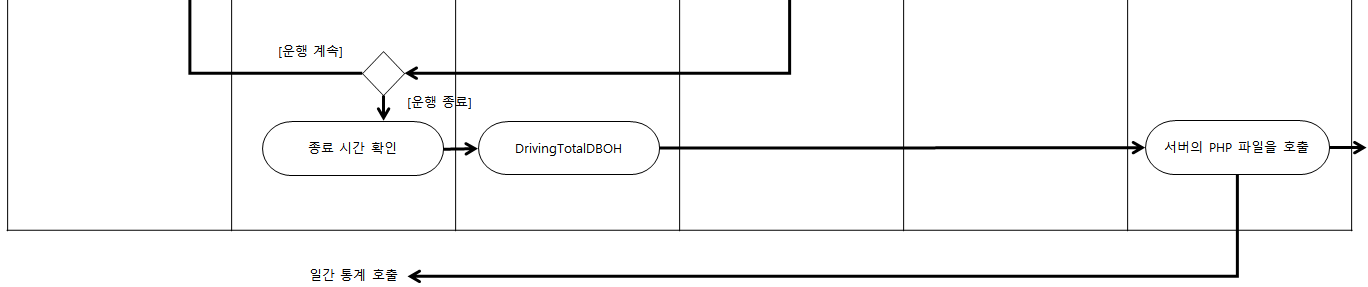 [운행 계속]
[운행 종료]
종료 시간 확인
DrivingTotalDBOH
서버의 PHP 파일을 호출
일간 통계 호출